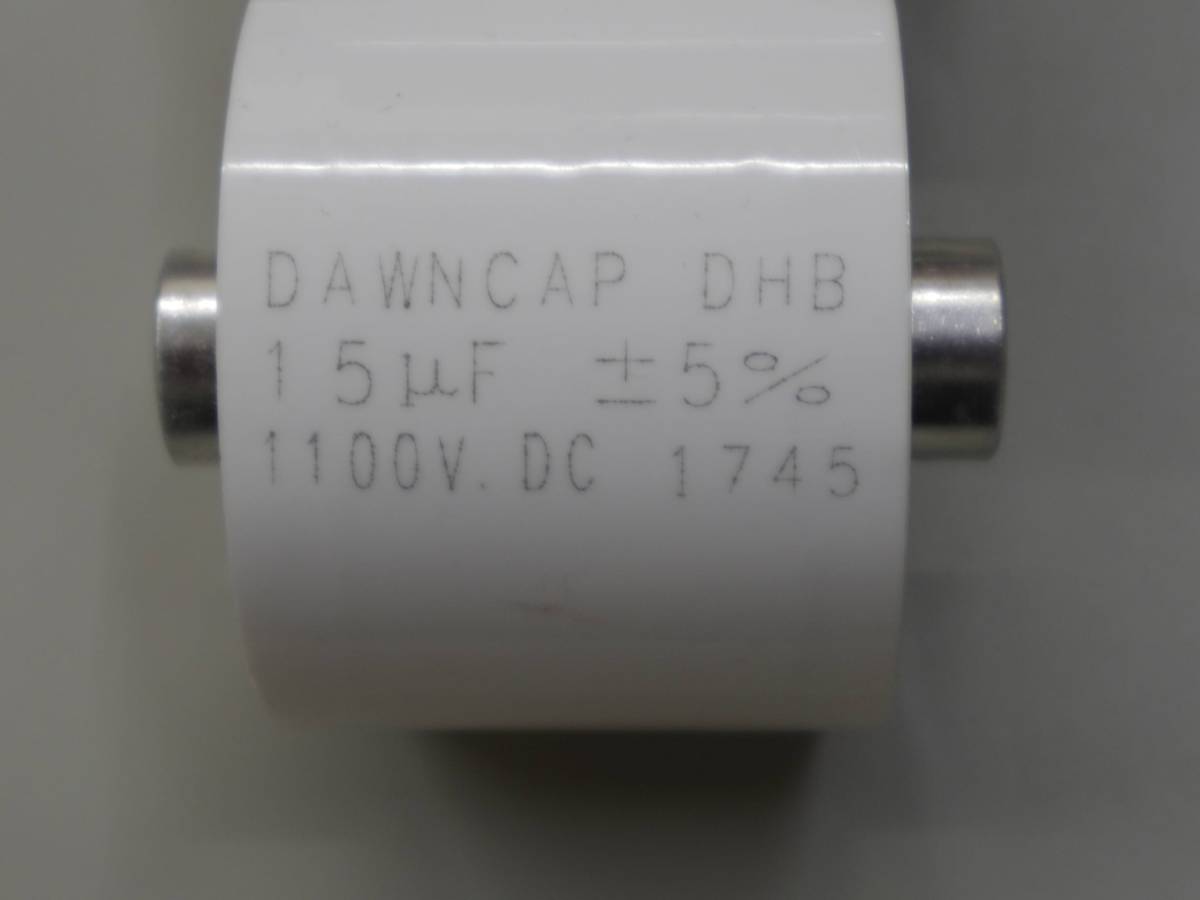 DAWNCAP DHB
15μF ±5%
1100V.DC 1745